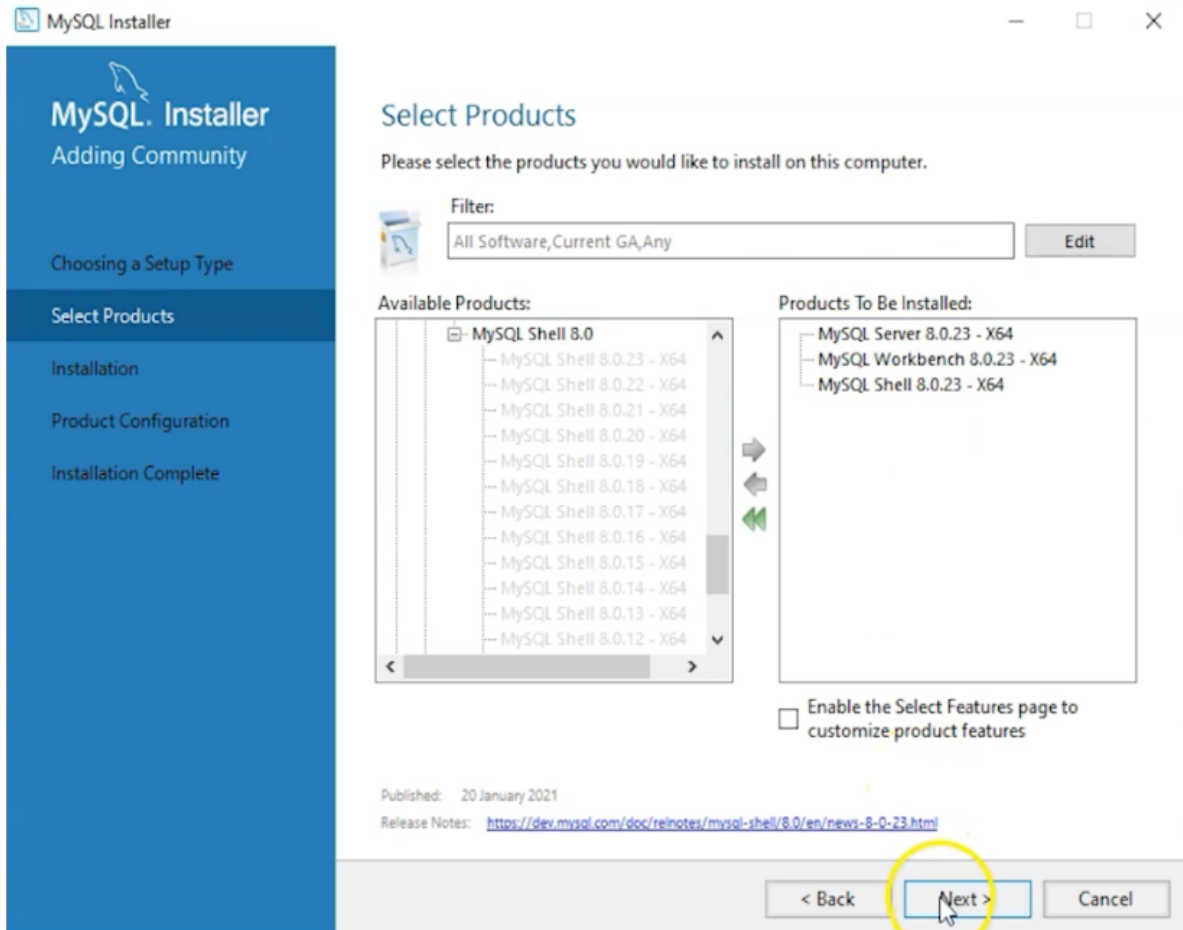 MySQL Installer
MySQL. Installer
Adding Community
Choosing a Setup Type
Select Products
Installation
Product Configuration
Installation Complete
Select Products
Please select the products you would like to install on this computer.
Filter:
All Software,Current GA,Any
Edit
Available Products:
MySQL Shell 8.0
MySQL Shell 8.0.23 - X64
MySQL Shell 8.0.22 - X64
MySQL Shell 8.0.21 - X64
MySQL Shell 8.0.20 - X64
MySQL Shell 8.0.19 - X64
MySQL Shell 8.0.18 - X64
MySQL Shell 8.0.17 - X64
MySQL Shell 8.0.16 - X64
MySQL Shell 8.0.15 - X64
MySQL Shell 8.0.14 - X64
MySQL Shell 8.0.13 - X64
MySQL Shell 8.0.12 - X64
Products To Be Installed:
MySQL Server 8.0.23 - X64
MySQL Workbench 8.0.23 - X64
MySQL Shell 8.0.23 - X64
Enable the Select Features page to
customize product features
Published: 20 January 2021
Release Notes: https://dev.mysql.com/doc/relnotes/mysql-shell/8.0/en/news-8-0-23.html
< Back
Next >
Cancel